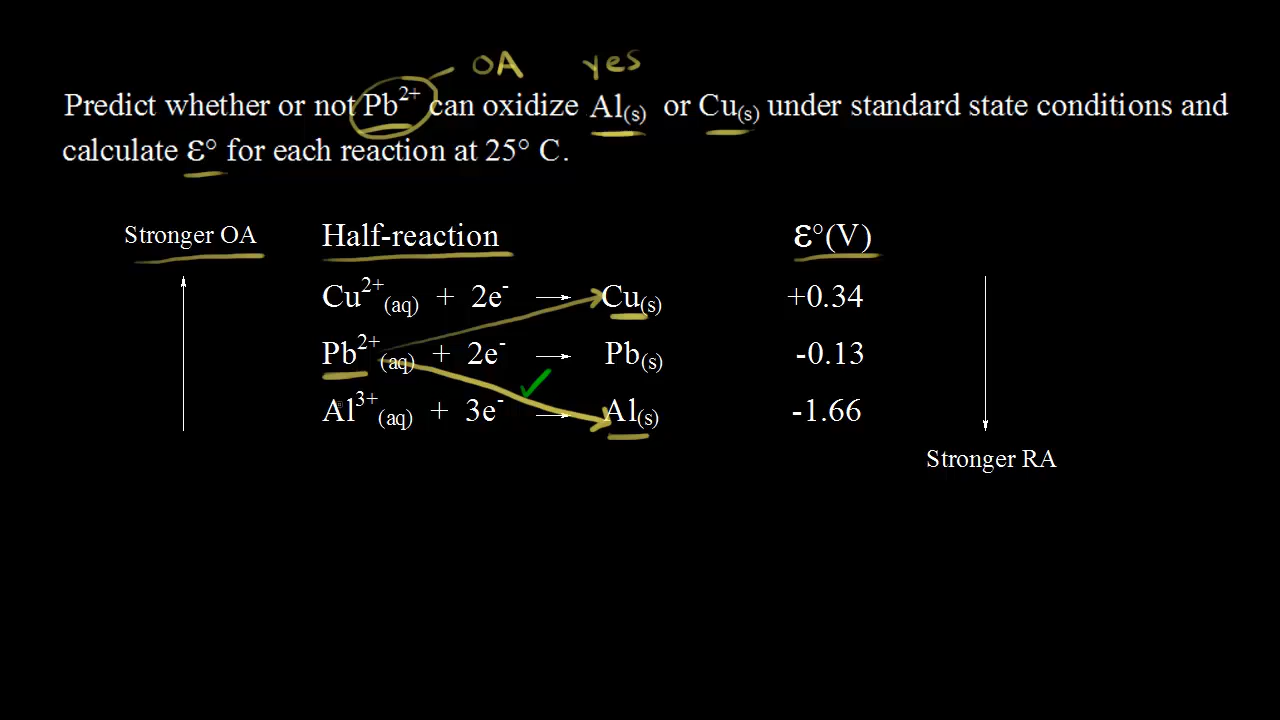 OA yes
Predict whether or not Pb²⁺ can oxidize Al(s) or Cu(s) under standard state conditions and
calculate ℰ° for each reaction at 25° C.
Stronger OA Half-reaction ℰ°(V)
Cu²⁺(aq) + 2e⁻ → Cu(s) +0.34
Pb²⁺(aq) + 2e⁻ → Pb(s) -0.13
Al³⁺(aq) + 3e⁻ → Al(s) -1.66
Stronger RA